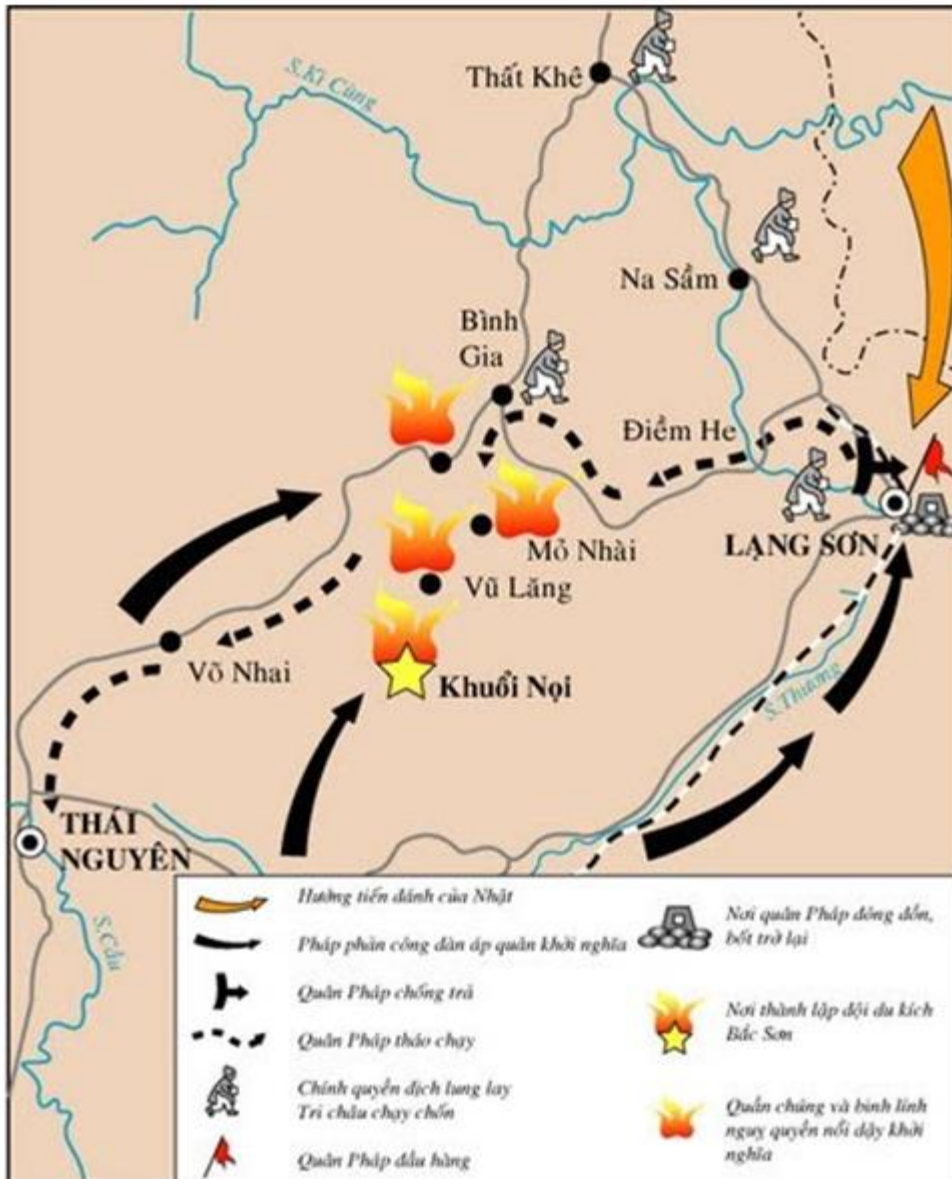 S.Kì Cùng
Thất Khê
Na Sầm
Bình
Gia
Điềm He
LẠNG SƠN
Mỏ Nhài
Vũ Lăng
Võ Nhai
Khuổi Nọi
S.Thương
THÁI
NGUYÊN
S.Cầu
Hướng tiến đánh của Nhật
Pháp phản công đàn áp quân khởi nghĩa
Quân Pháp chống trả
Quân Pháp tháo chạy
Chính quyền địch lung lay
Tri châu chạy chốn
Quân Pháp đầu hàng
Nơi quân Pháp đóng đồn,
bốt trở lại
Nơi thành lập đội du kích
Bắc Sơn
Quần chúng và binh lính
nguỵ quyền nổi dậy khởi
nghĩa